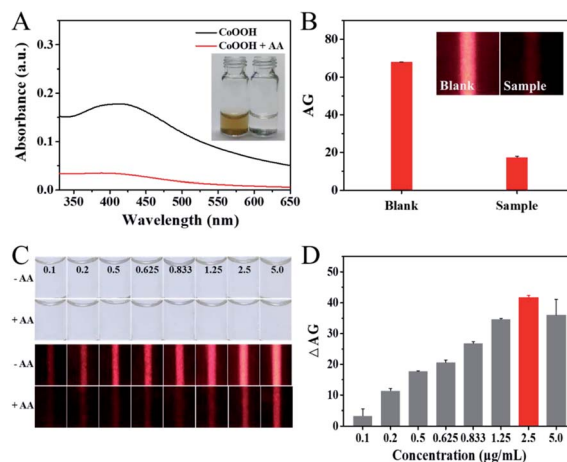 A
CoOOH
CoOOH + AA
Absorbance (a.u.)
0.3
0.2
0.1
0.0
350 400 450 500 550 600 650
Wavelength (nm)
B
AG
80
60
40
20
0
Blank Sample
Blank Sample
C
0.1 0.2 0.5 0.625 0.833 1.25 2.5 5.0
- AA
+ AA
- AA
+ AA
D
△ AG
50
40
30
20
10
0
0.1 0.2 0.5 0.625 0.833 1.25 2.5 5.0
Concentration (μg/mL)